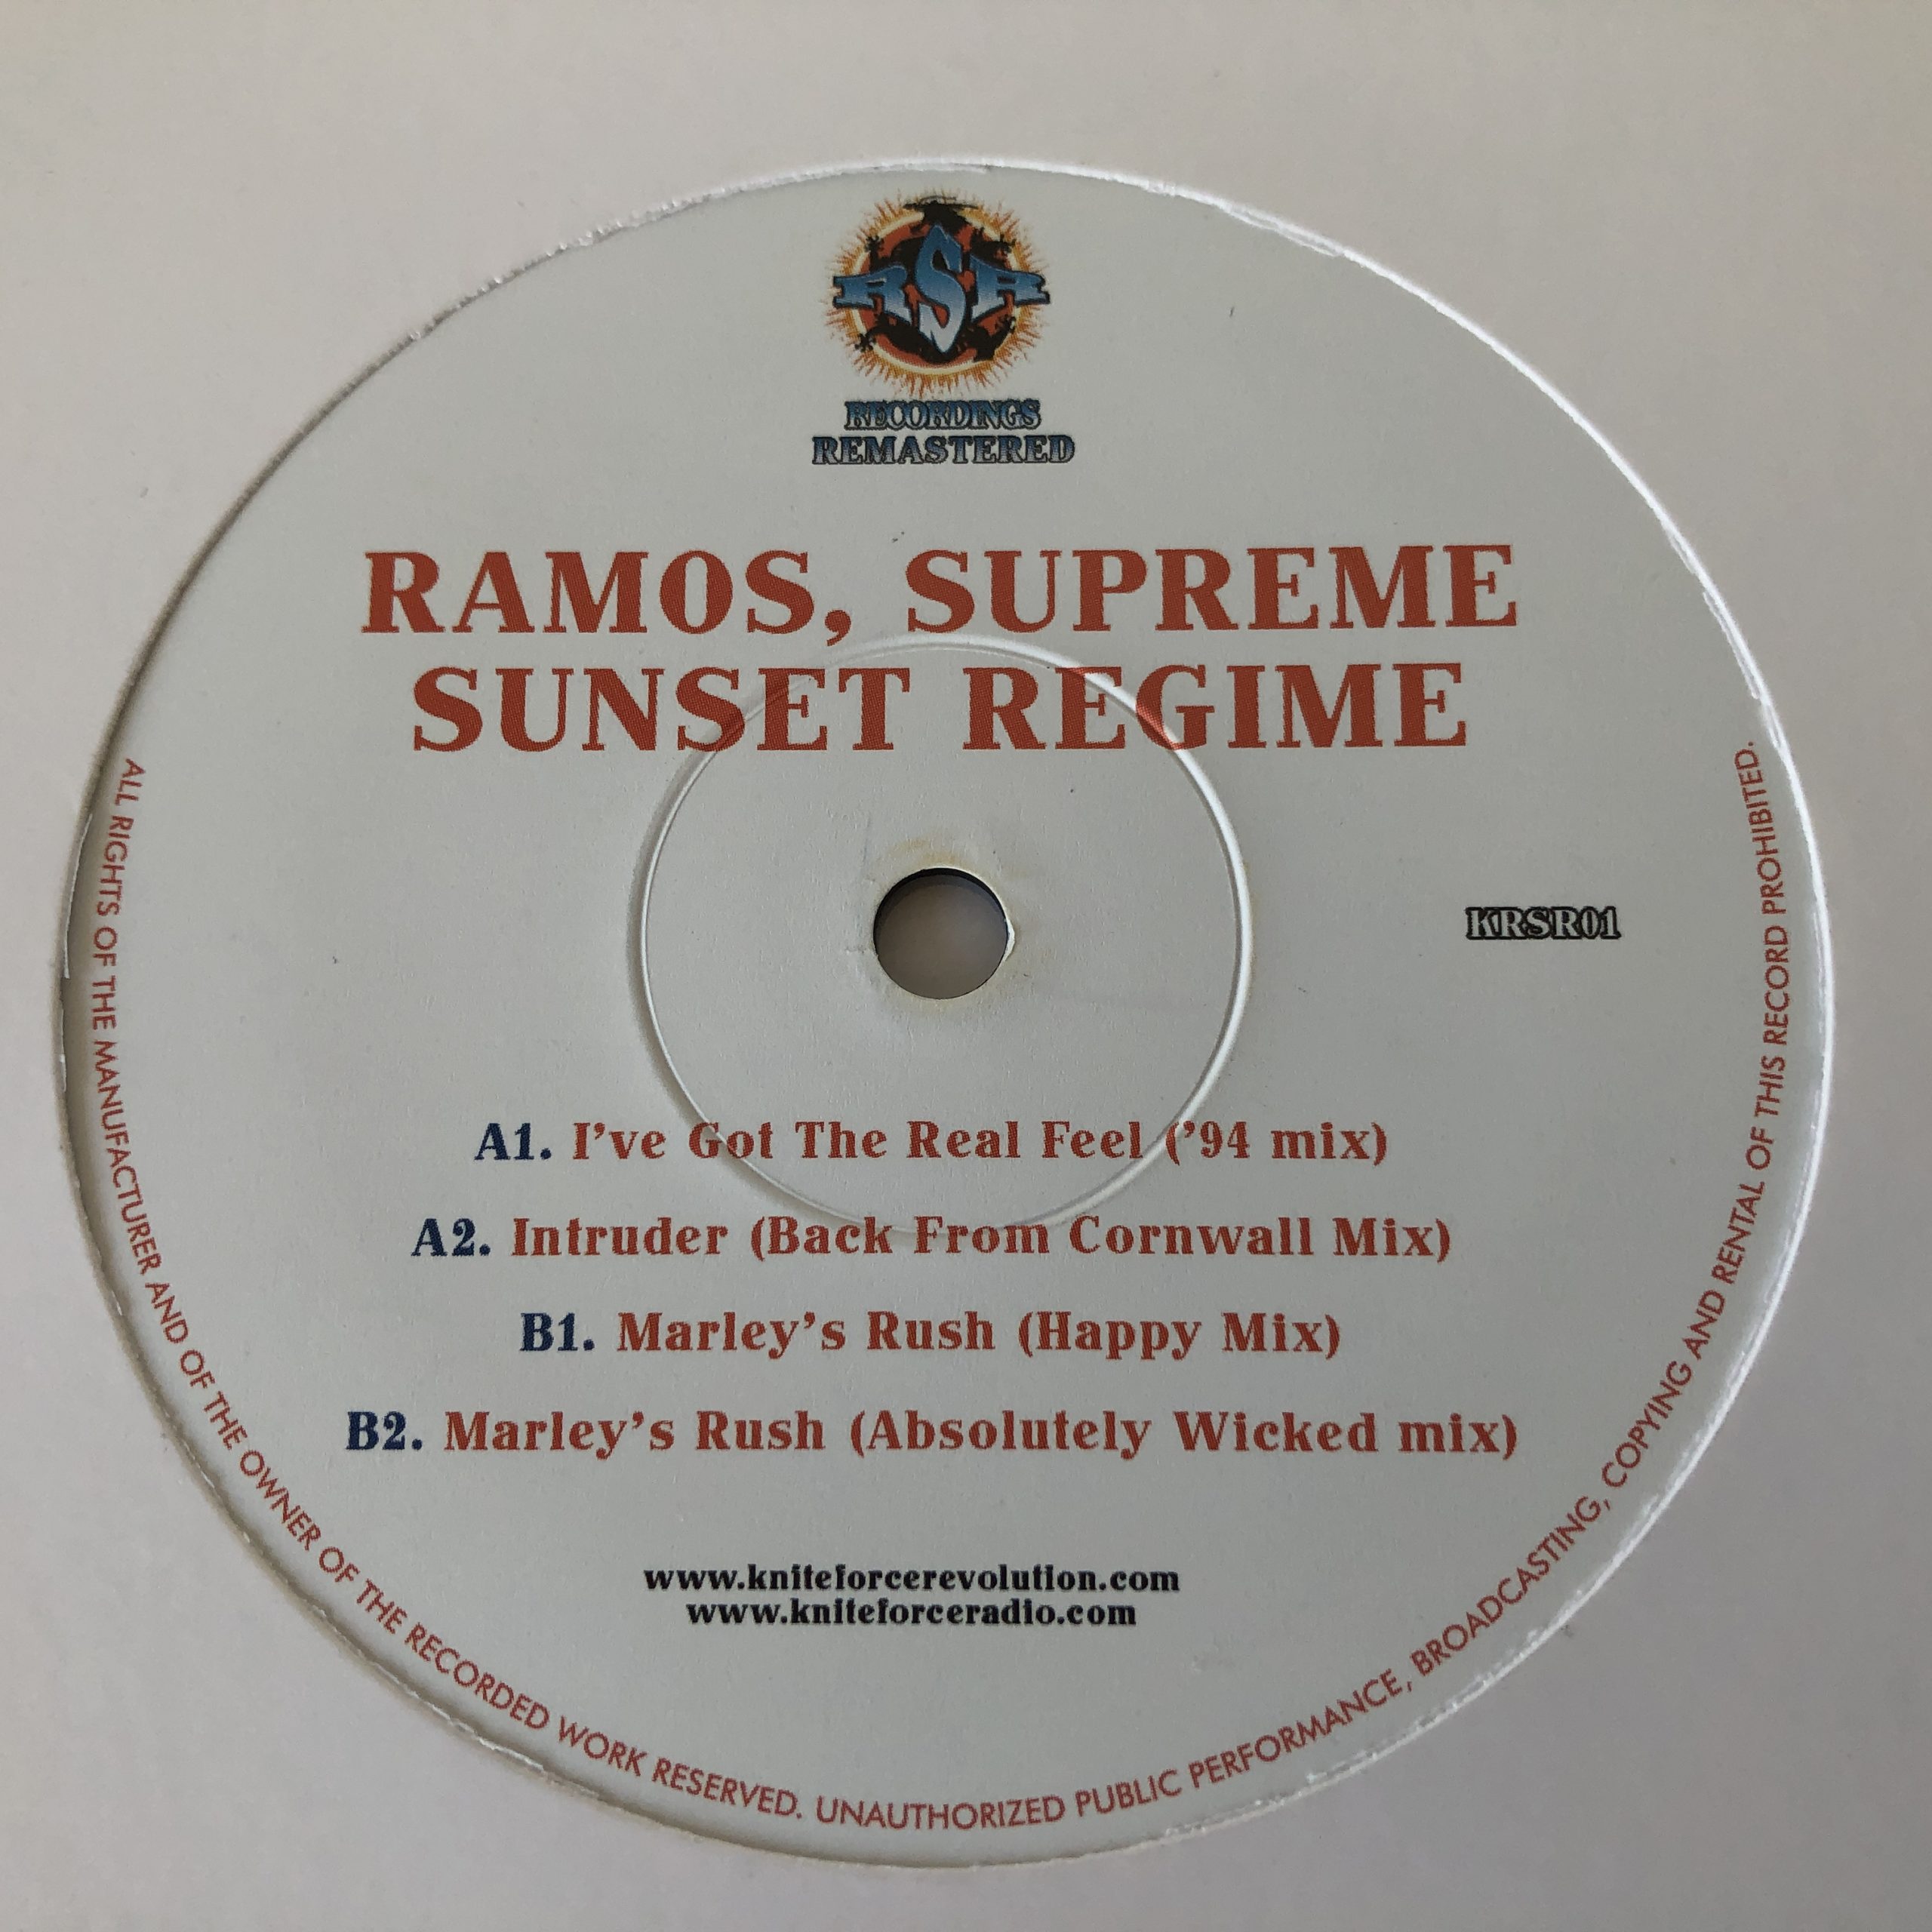 RSR
RECORDINGS
REMASTERED
RAMOS, SUPREME
SUNSET REGIME
KRSR01
A1. I've Got The Real Feel ('94 mix)
A2. Intruder (Back From Cornwall Mix)
B1. Marley's Rush (Happy Mix)
B2. Marley's Rush (Absolutely Wicked mix)
www.kniteforcerevolution.com
www.kniteforceradio.com
ALL RIGHTS OF THE MANUFACTURER AND OF THE OWNER OF THE RECORDED WORK RESERVED. UNAUTHORIZED PUBLIC PERFORMANCE, BROADCASTING, COPYING AND RENTAL OF THIS RECORD PROHIBITED.